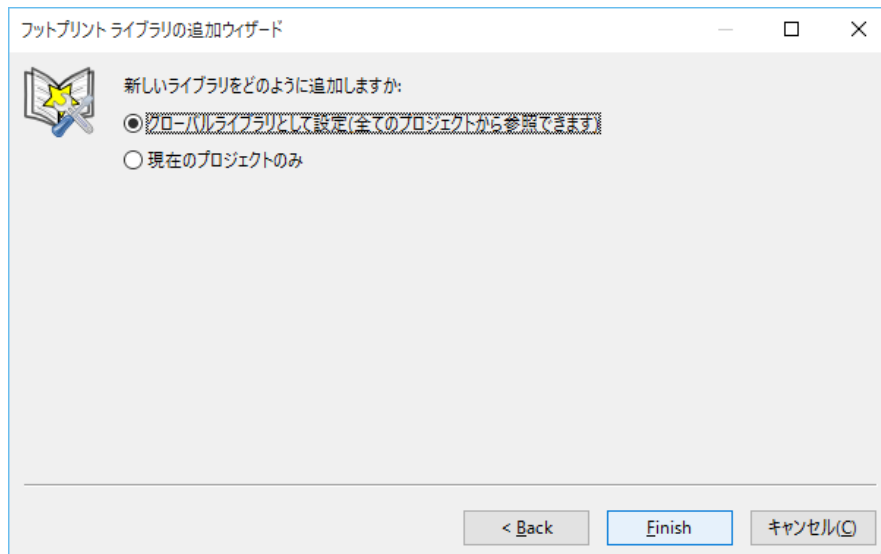 フットプリント ライブラリの追加ウィザード
新しいライブラリをどのように追加しますか:
グローバルライブラリとして設定(全てのプロジェクトから参照できます)
現在のプロジェクトのみ
< Back
Finish
キャンセル(C)